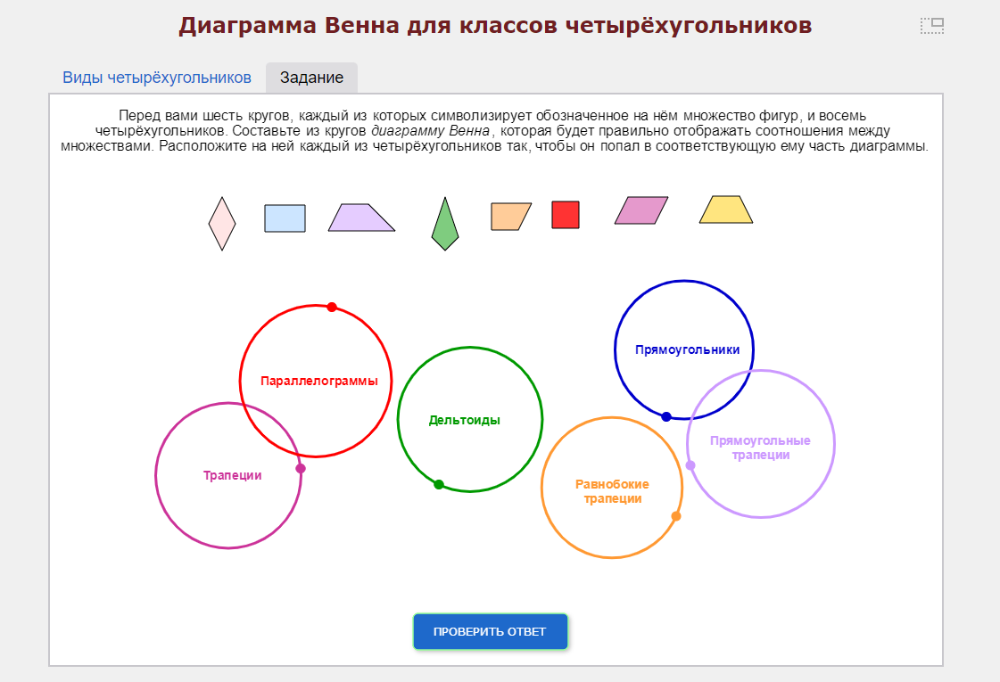 Диаграмма Венна для классов четырёхугольников
Виды четырёхугольников
Задание
Перед вами шесть кругов, каждый из которых символизирует обозначенное на нём множество фигур, и восемь
четырёхугольников. Составьте из кругов диаграмму Венна, которая будет правильно отображать соотношения между
множествами. Расположите на ней каждый из четырёхугольников так, чтобы он попал в соответствующую ему часть диаграммы.
Прямоугольники
Параллелограммы
Дельтоиды
Прямоугольные
трапеции
Трапеции
Равнобокие
трапеции
ПРОВЕРИТЬ ОТВЕТ